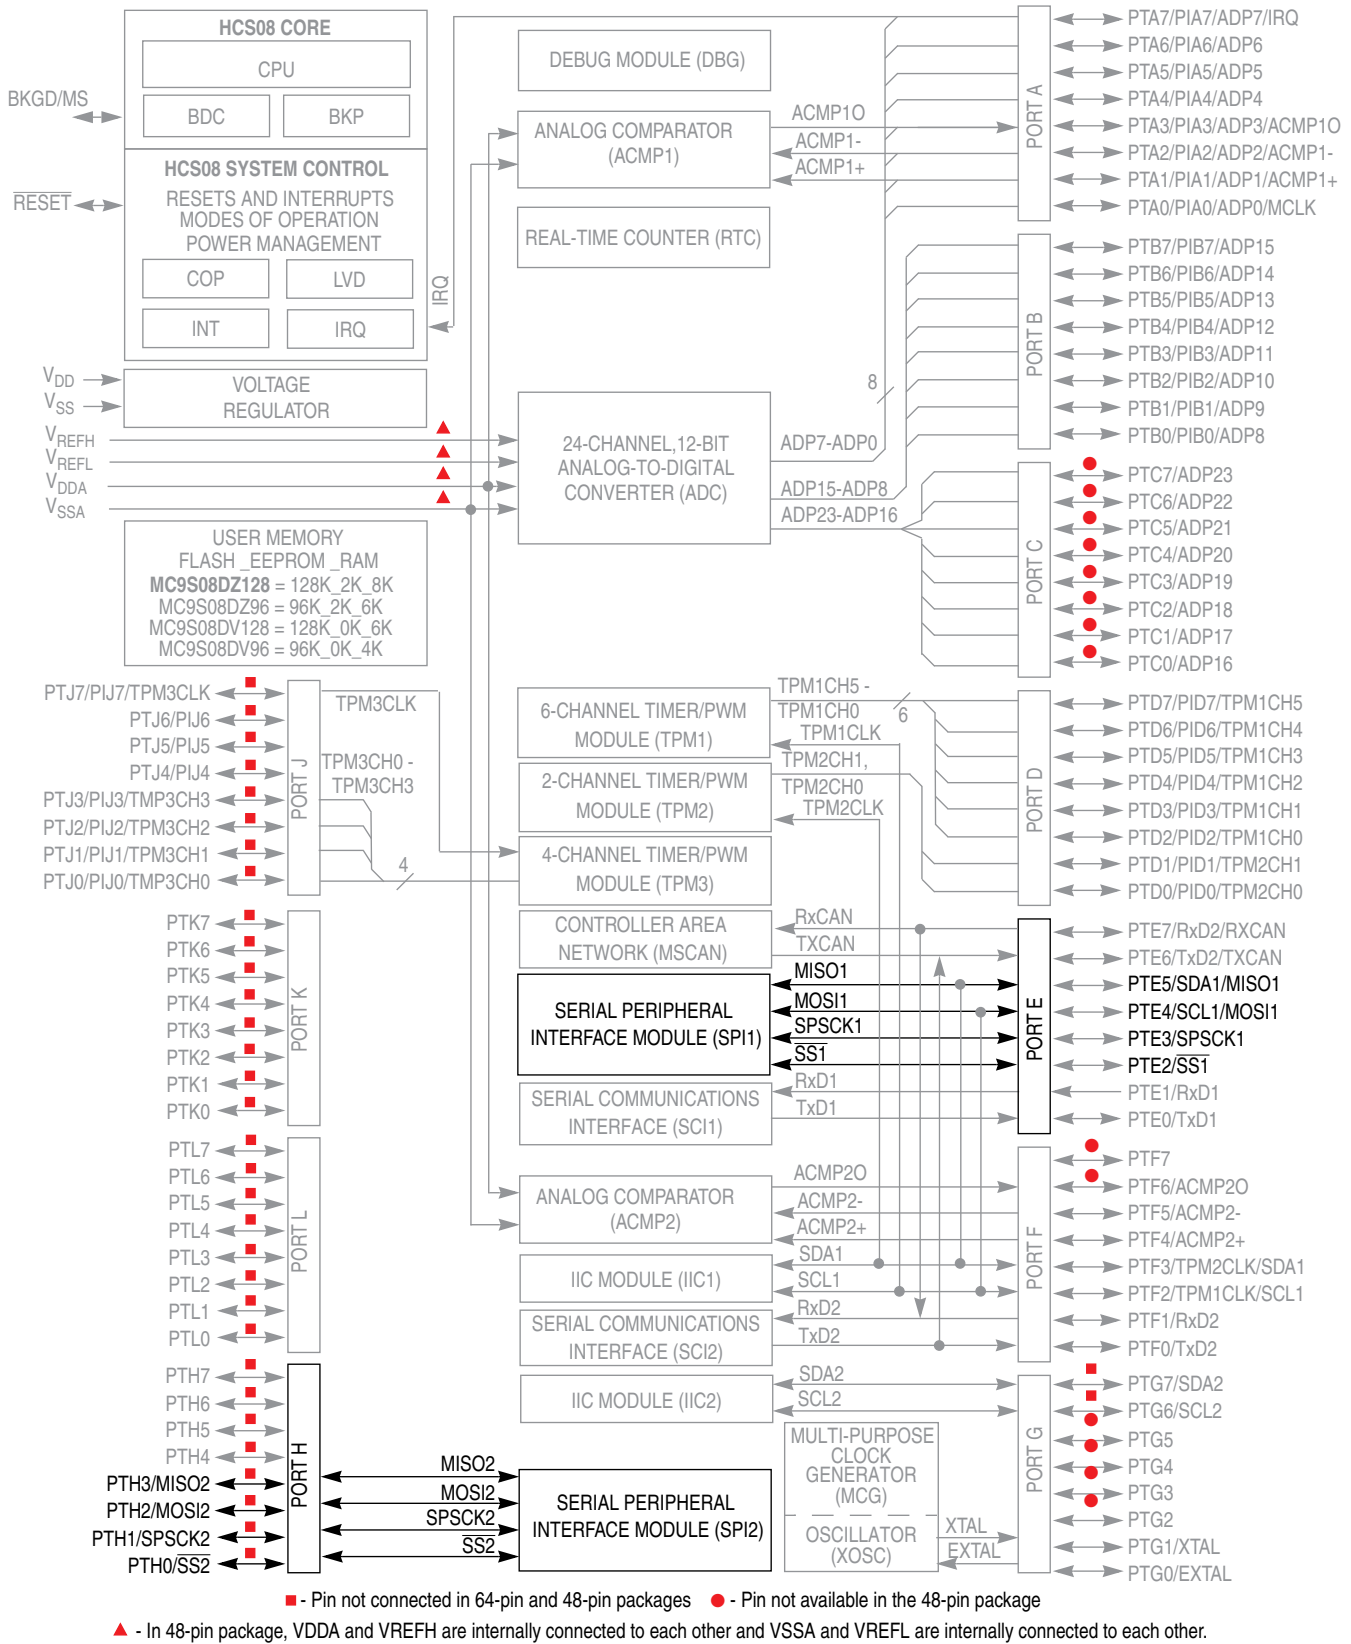 HCS08 CORE
CPU
BDC
BKP
BKGD/MS
HCS08 SYSTEM CONTROL
RESETS AND INTERRUPTS
MODES OF OPERATION
POWER MANAGEMENT
COP
LVD
INT
IRQ
RESET
IRQ
VDD
VSS
VOLTAGE
REGULATOR
VREFH
VREFL
VDDA
VSSA
USER MEMORY
FLASH _EEPROM _RAM
MC9S08DZ128 = 128K_2K_8K
MC9S08DZ96 = 96K_2K_6K
MC9S08DV128 = 128K_0K_6K
MC9S08DV96 = 96K_0K_4K
DEBUG MODULE (DBG)
ANALOG COMPARATOR
(ACMP1)
ACMP1O
ACMP1-
ACMP1+
REAL-TIME COUNTER (RTC)
24-CHANNEL,12-BIT
ANALOG-TO-DIGITAL
CONVERTER (ADC)
8
ADP7-ADP0
ADP15-ADP8
ADP23-ADP16
PORT A
PTA7/PIA7/ADP7/IRQ
PTA6/PIA6/ADP6
PTA5/PIA5/ADP5
PTA4/PIA4/ADP4
PTA3/PIA3/ADP3/ACMP1O
PTA2/PIA2/ADP2/ACMP1-
PTA1/PIA1/ADP1/ACMP1+
PTA0/PIA0/ADP0/MCLK
PORT B
PTB7/PIB7/ADP15
PTB6/PIB6/ADP14
PTB5/PIB5/ADP13
PTB4/PIB4/ADP12
PTB3/PIB3/ADP11
PTB2/PIB2/ADP10
PTB1/PIB1/ADP9
PTB0/PIB0/ADP8
PORT C
PTC7/ADP23
PTC6/ADP22
PTC5/ADP21
PTC4/ADP20
PTC3/ADP19
PTC2/ADP18
PTC1/ADP17
PTC0/ADP16
PTJ7/PIJ7/TPM3CLK
PTJ6/PIJ6
PTJ5/PIJ5
PTJ4/PIJ4
PTJ3/PIJ3/TMP3CH3
PTJ2/PIJ2/TPM3CH2
PTJ1/PIJ1/TPM3CH1
PTJ0/PIJ0/TMP3CH0
PORT J
TPM3CLK
TPM3CH0 -
TPM3CH3
4
6-CHANNEL TIMER/PWM
MODULE (TPM1)
TPM1CH5 -
TPM1CH0
6
TPM1CLK
2-CHANNEL TIMER/PWM
MODULE (TPM2)
TPM2CH1,
TPM2CH0
TPM2CLK
4-CHANNEL TIMER/PWM
MODULE (TPM3)
PORT D
PTD7/PID7/TPM1CH5
PTD6/PID6/TPM1CH4
PTD5/PID5/TPM1CH3
PTD4/PID4/TPM1CH2
PTD3/PID3/TPM1CH1
PTD2/PID2/TPM1CH0
PTD1/PID1/TPM2CH1
PTD0/PID0/TPM2CH0
PTK7
PTK6
PTK5
PTK4
PTK3
PTK2
PTK1
PTK0
PORT K
CONTROLLER AREA
NETWORK (MSCAN)
RxCAN
TXCAN
SERIAL PERIPHERAL
INTERFACE MODULE (SPI1)
MISO1
MOSI1
SPSCK1
SS1
SERIAL COMMUNICATIONS
INTERFACE (SCI1)
RxD1
TxD1
PORT E
PTE7/RxD2/RXCAN
PTE6/TxD2/TXCAN
PTE5/SDA1/MISO1
PTE4/SCL1/MOSI1
PTE3/SPSCK1
PTE2/SS1
PTE1/RxD1
PTE0/TxD1
PTL7
PTL6
PTL5
PTL4
PTL3
PTL2
PTL1
PTL0
PORT L
ANALOG COMPARATOR
(ACMP2)
ACMP2O
ACMP2-
ACMP2+
IIC MODULE (IIC1)
SDA1
SCL1
SERIAL COMMUNICATIONS
INTERFACE (SCI2)
RxD2
TxD2
PORT F
PTF7
PTF6/ACMP2O
PTF5/ACMP2-
PTF4/ACMP2+
PTF3/TPM2CLK/SDA1
PTF2/TPM1CLK/SCL1
PTF1/RxD2
PTF0/TxD2
PTH7
PTH6
PTH5
PTH4
PTH3/MISO2
PTH2/MOSI2
PTH1/SPSCK2
PTH0/SS2
PORT H
MISO2
MOSI2
SPSCK2
SS2
IIC MODULE (IIC2)
SDA2
SCL2
SERIAL PERIPHERAL
INTERFACE MODULE (SPI2)
MULTI-PURPOSE
CLOCK
GENERATOR
(MCG)
OSCILLATOR
(XOSC)
XTAL
EXTAL
PORT G
PTG7/SDA2
PTG6/SCL2
PTG5
PTG4
PTG3
PTG2
PTG1/XTAL
PTG0/EXTAL
- Pin not connected in 64-pin and 48-pin packages
- Pin not available in the 48-pin package
- In 48-pin package, VDDA and VREFH are internally connected to each other and VSSA and VREFL are internally connected to each other.